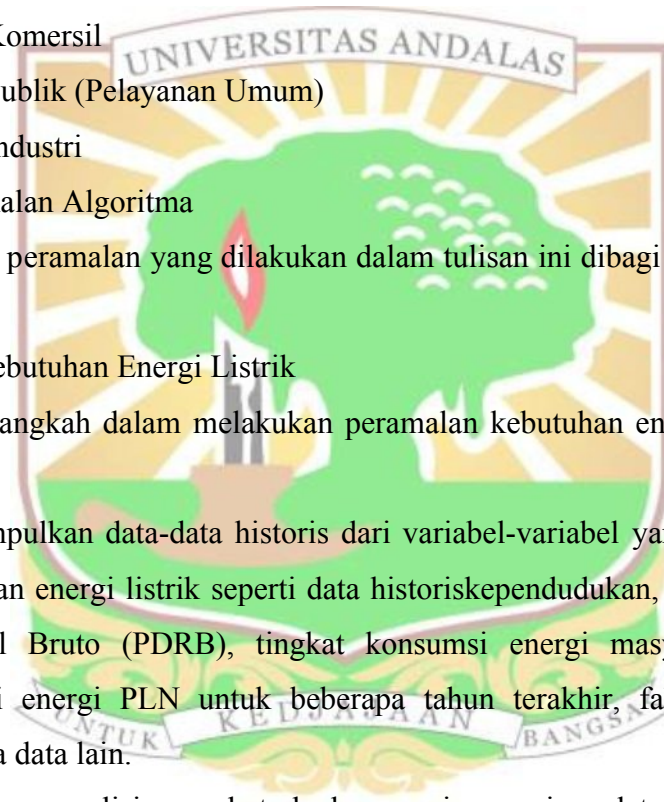 Komersil
UNIVERSITAS ANDALAS
ublik (Pelayanan Umum)
ndustri
alan Algoritma
peramalan yang dilakukan dalam tulisan ini dibagi
ebutuhan Energi Listrik
angkah dalam melakukan peramalan kebutuhan en
npulkan data-data historis dari variabel-variabel ya
an energi listrik seperti data historiskependudukan,
l Bruto (PDRB), tingkat konsumsi energi masy
i energi PLN untuk beberapa tahun terakhir, fa
a data lain.
UNTUK KEDJAJAAN BANGSA